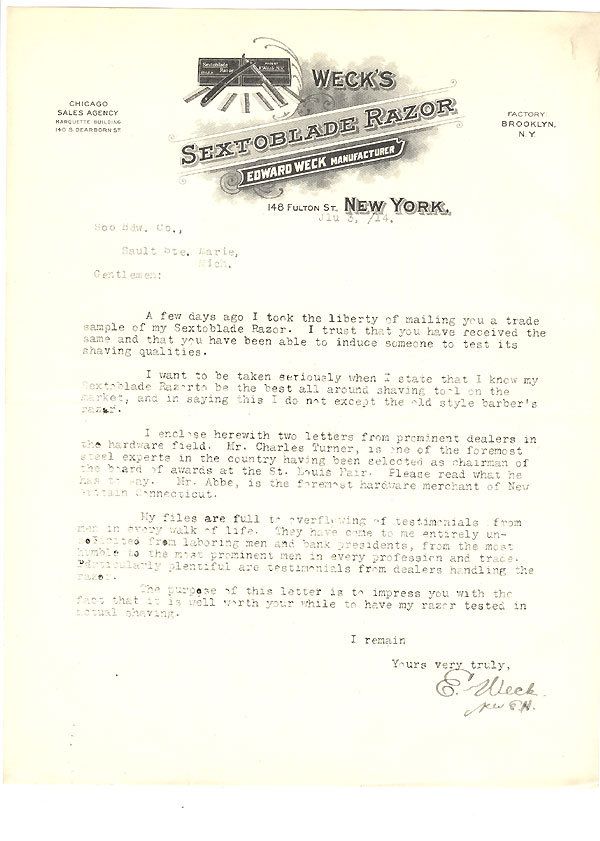 CHICAGO
SALES AGENCY
MARQUETTE BUILDING
140 S. DEARBORN ST.
Sextoblade
Razor
WECK'S
SEXTOBLADE RAZOR
EDWARD WECK MANUFACTURER
148 FULTON ST. NEW YORK.
FACTORY
BROOKLYN,
N.Y.
Jlu 3, /14.
Soo Hdw. Co.,
Sault Ste. Marie,
Mich.
Gentlemen:
A few days ago I took the liberty of mailing you a trade
sample of my Sextoblade Razor. I trust that you have received the
same and that you have been able to induce someone to test its
shaving qualities.
I want to be taken seriously when I state that I know my
Sextoblade Razorto be the best all around shaving tool on the
market, and in saying this I do not except the old style barber's
razar.
I enclose herewith two letters from prominent dealers in
the hardware field. Mr. Charles Turner, is one of the foremost
steel experts in the country having been selected as chairman of
the board of awards at the St. Louis Fair. Please read what he
has to say. Mr. Abbe, is the foremost hardware merchant of New
Britain Connecticut.
My files are full to overflowing of testimonials from
men in every walk of life. They have come to me entirely un-
solicited from laboring men and bank presidents, from the most
humble to the most prominent men in every profession and trade.
Particularly plentiful are testimonials from dealers handling the
razor.
The purpose of this letter is to impress you with the
fact that it is well worth your while to have my razor tested in
actual shaving.
I remain
Yours very truly,
E. Weck.